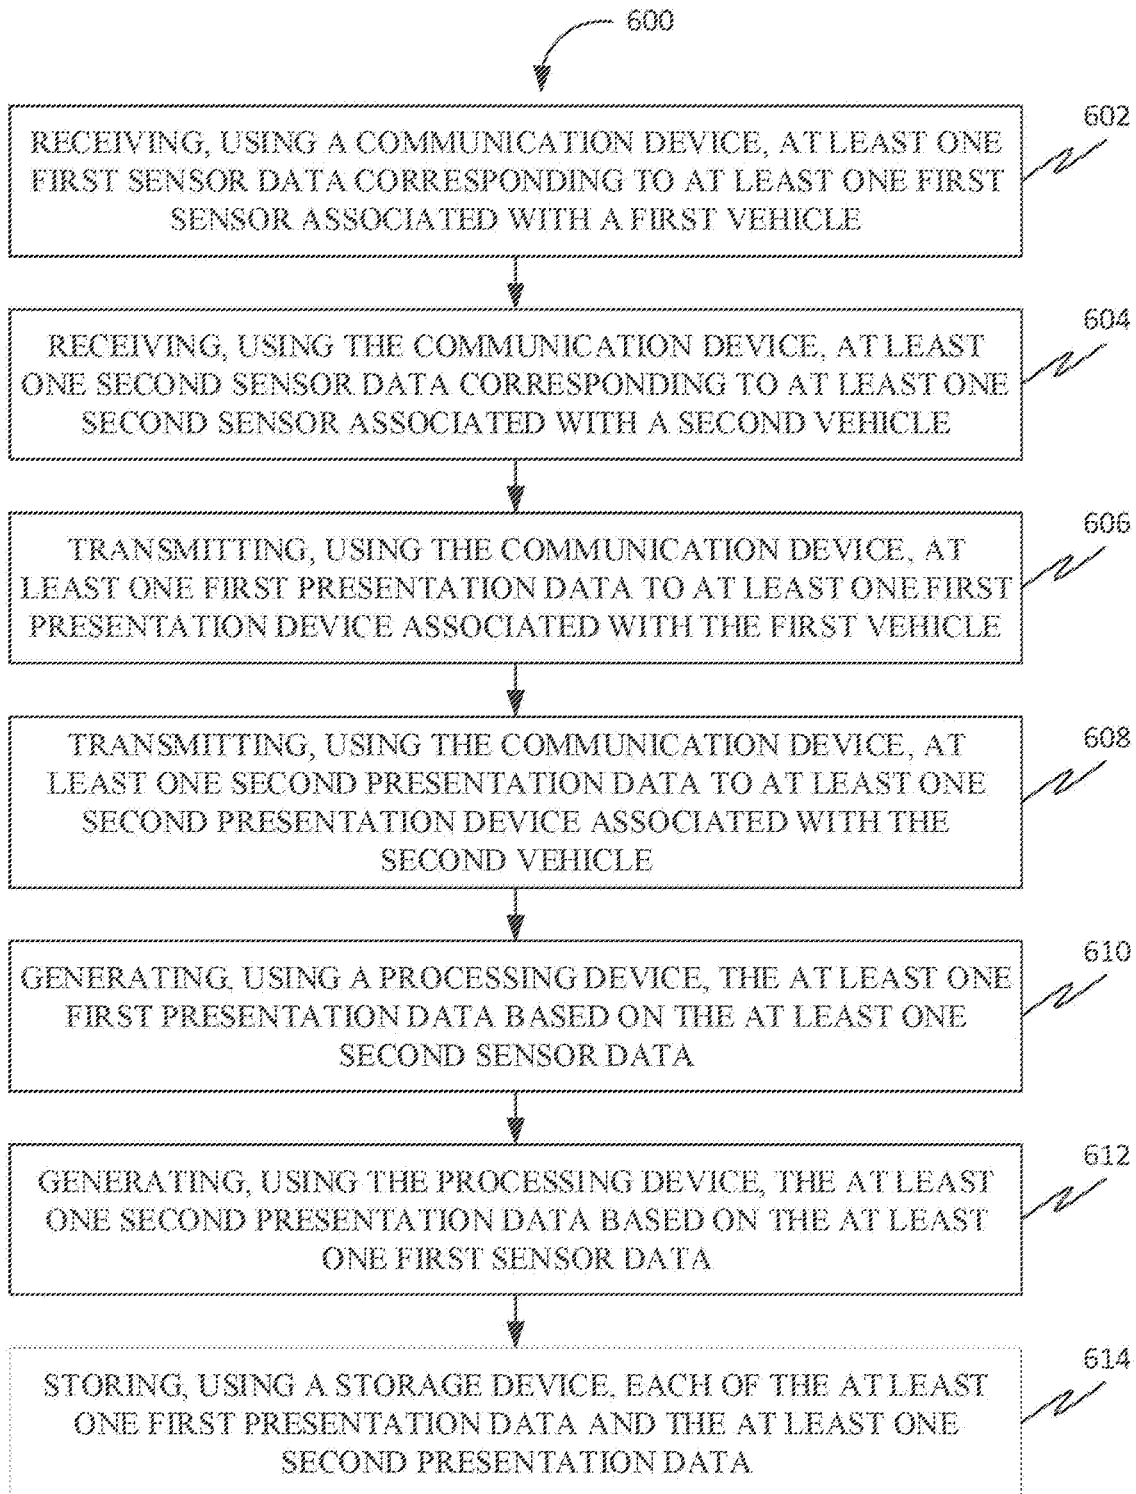 600
602
RECEIVING, USING A COMMUNICATION DEVICE, AT LEAST ONE
FIRST SENSOR DATA CORRESPONDING TO AT LEAST ONE FIRST
SENSOR ASSOCIATED WITH A FIRST VEHICLE
604
RECEIVING, USING THE COMMUNICATION DEVICE, AT LEAST
ONE SECOND SENSOR DATA CORRESPONDING TO AT LEAST ONE
SECOND SENSOR ASSOCIATED WITH A SECOND VEHICLE
606
TRANSMITTING, USING THE COMMUNICATION DEVICE, AT
LEAST ONE FIRST PRESENTATION DATA TO AT LEAST ONE FIRST
PRESENTATION DEVICE ASSOCIATED WITH THE FIRST VEHICLE
608
TRANSMITTING, USING THE COMMUNICATION DEVICE, AT
LEAST ONE SECOND PRESENTATION DATA TO AT LEAST ONE
SECOND PRESENTATION DEVICE ASSOCIATED WITH THE
SECOND VEHICLE
610
GENERATING, USING A PROCESSING DEVICE, THE AT LEAST ONE
FIRST PRESENTATION DATA BASED ON THE AT LEAST ONE
SECOND SENSOR DATA
612
GENERATING, USING THE PROCESSING DEVICE, THE AT LEAST
ONE SECOND PRESENTATION DATA BASED ON THE AT LEAST
ONE FIRST SENSOR DATA
614
STORING, USING A STORAGE DEVICE, EACH OF THE AT LEAST
ONE FIRST PRESENTATION DATA AND THE AT LEAST ONE
SECOND PRESENTATION DATA